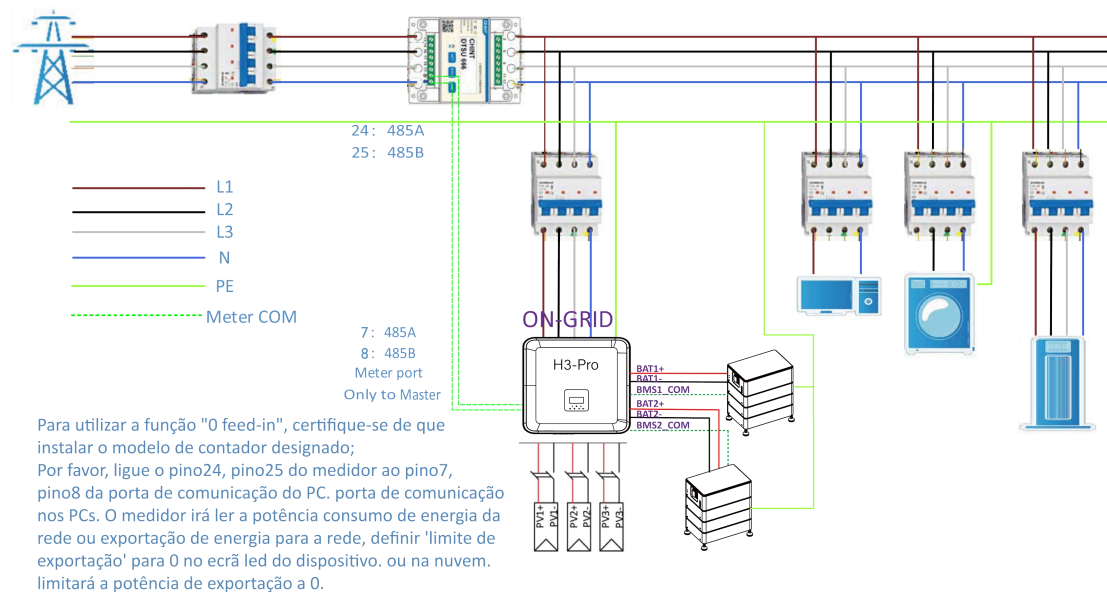 CHINT
DTSU 666
24: 485A
25: 485B
L1
L2
L3
N
PE
Meter COM
7: 485A
8: 485B
Meter port
Only to Master
ON-GRID
H3-Pro
BAT1+
BAT1-
BMS1_COM
BAT2+
BAT2-
BMS2_COM
PV1+
PV1-
PV2+
PV2-
PV3+
PV3-
Para utilizar a função "0 feed-in", certifique-se de que
instalar o modelo de contador designado;
Por favor, ligue o pino24, pino25 do medidor ao pino7,
pino8 da porta de comunicação do PC. porta de comunicação
nos PCs. O medidor irá ler a potência consumo de energia da
rede ou exportação de energia para a rede, definir 'limite de
exportação' para 0 no ecrã led do dispositivo. ou na nuvem.
limitará a potência de exportação a 0.